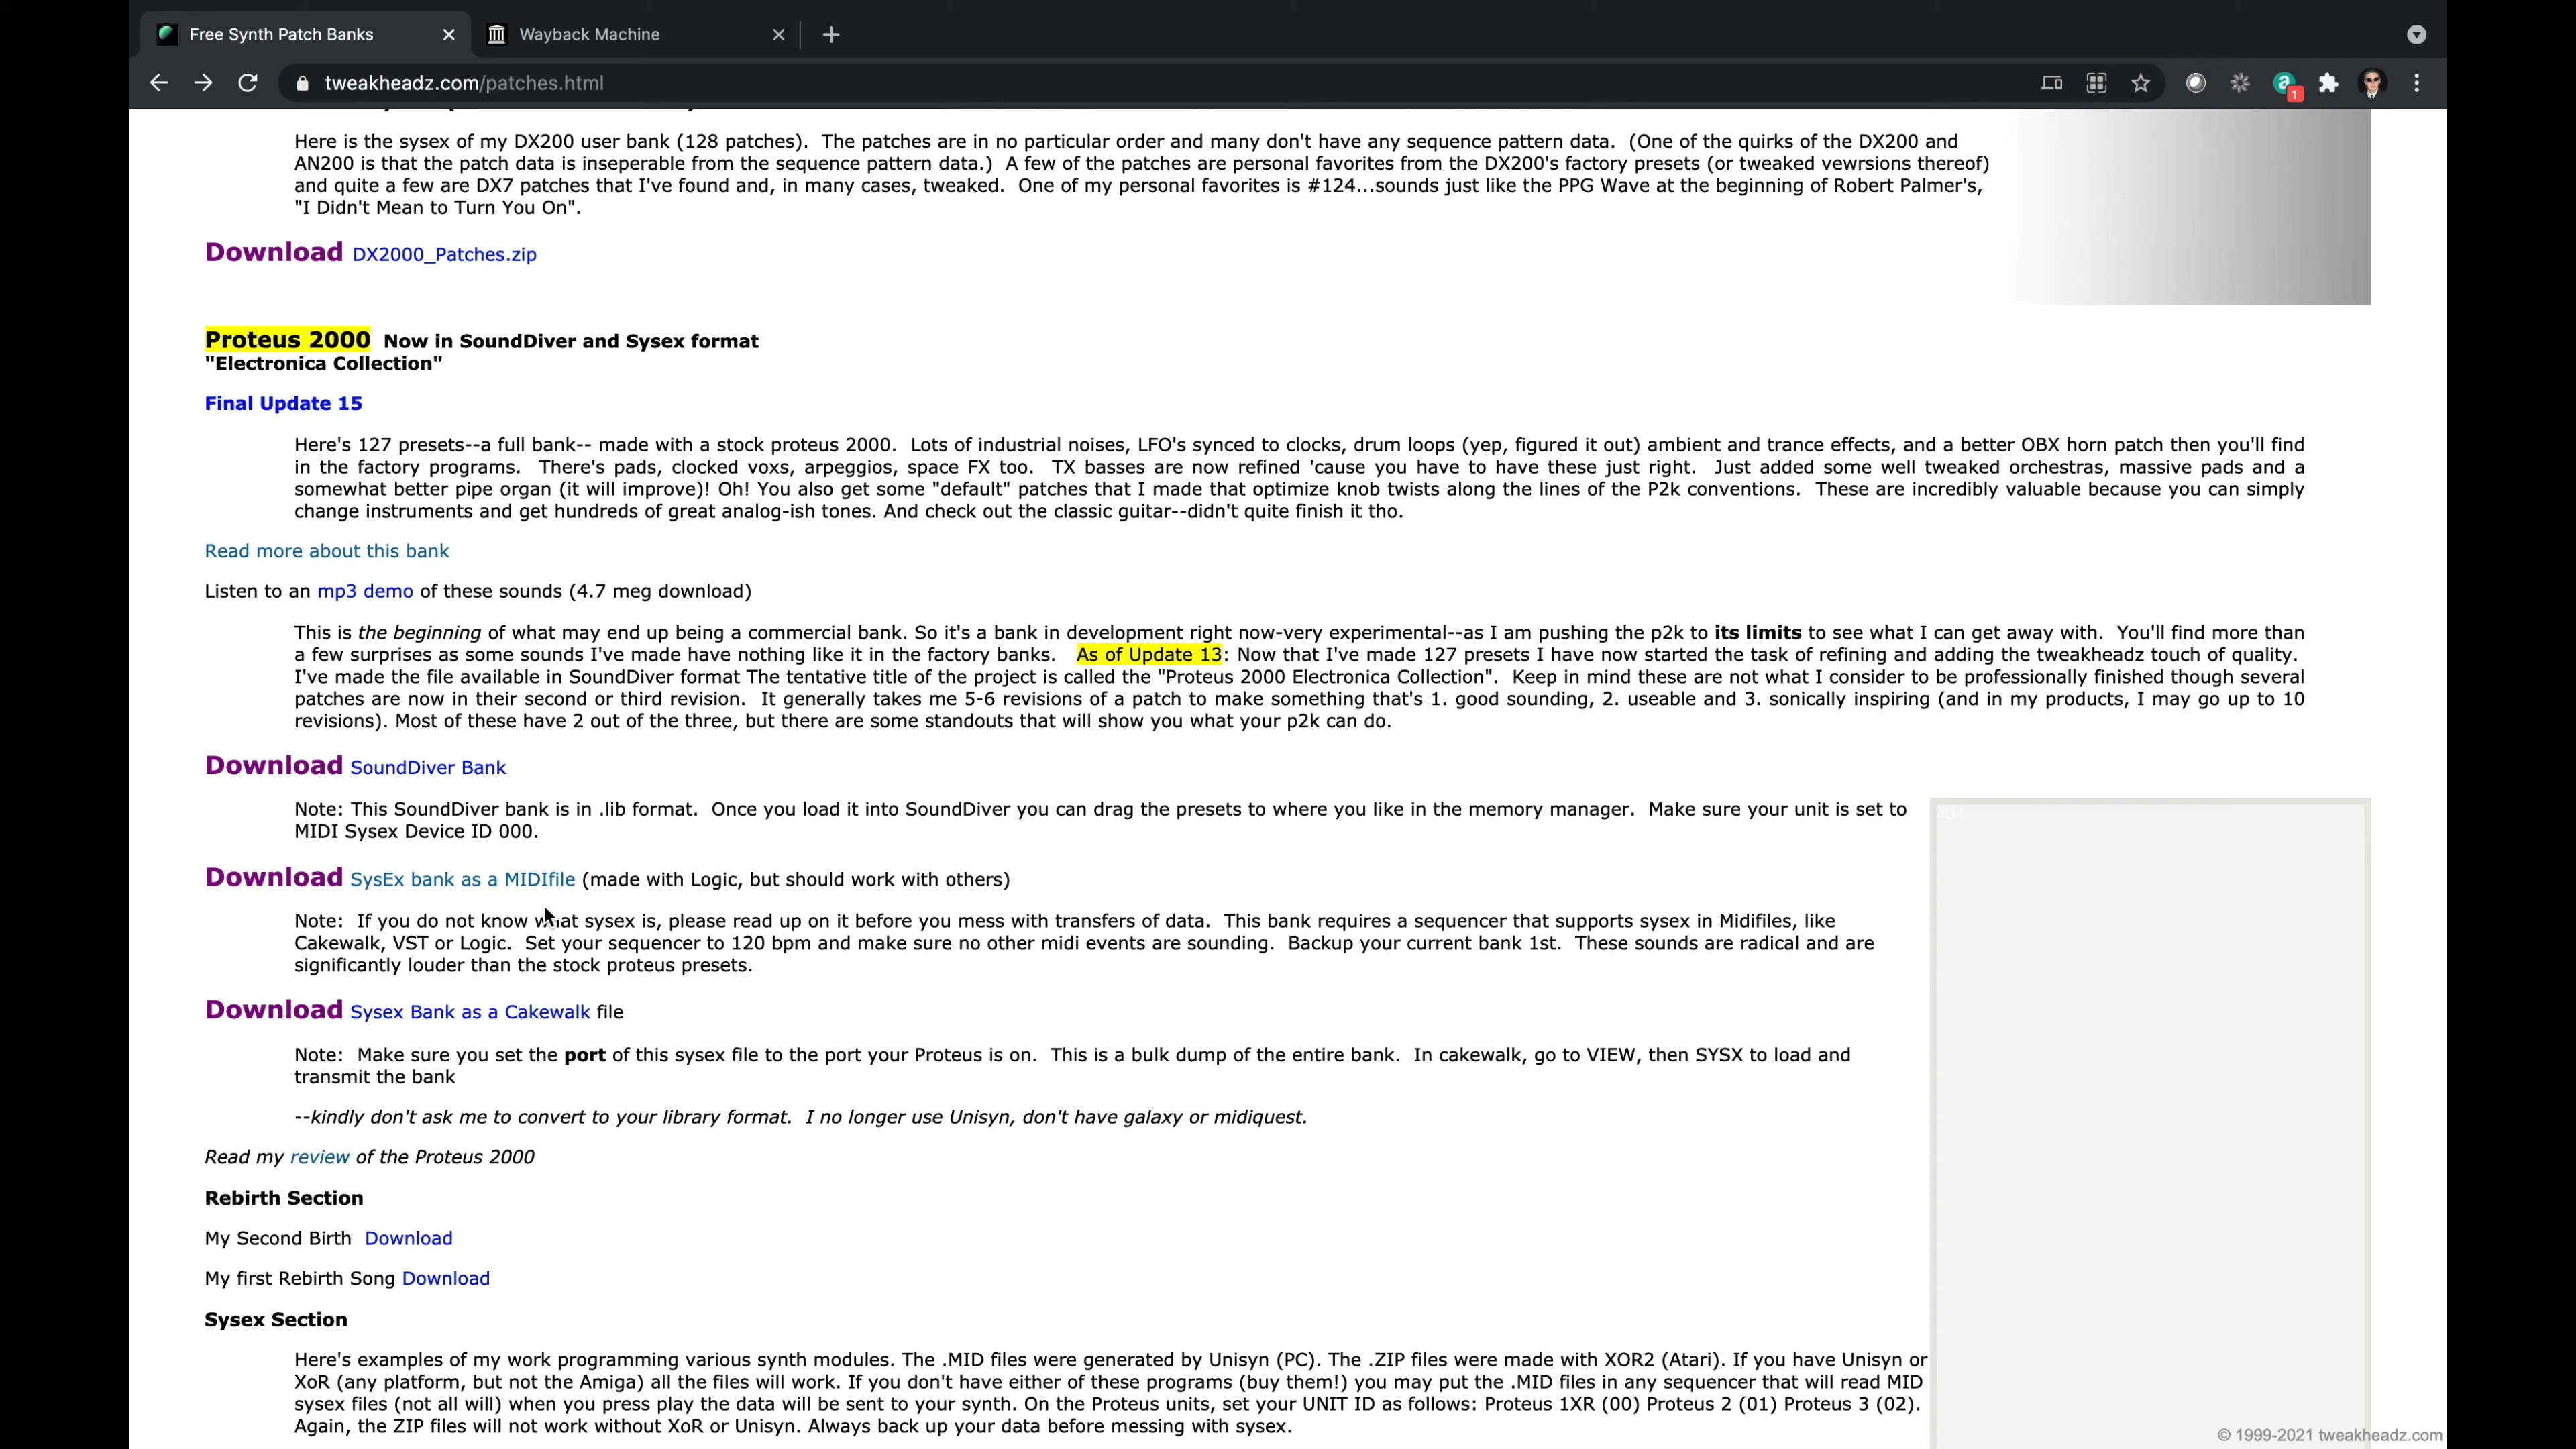 Free Synth Patch Banks
Wayback Machine
tweakheadz.com/patches.html
1
Here is the sysex of my DX200 user bank (128 patches). The patches are in no particular order and many don't have any sequence pattern data. (One of the quirks of the DX200 and
AN200 is that the patch data is inseperable from the sequence pattern data.) A few of the patches are personal favorites from the DX200's factory presets (or tweaked vewrsions thereof)
and quite a few are DX7 patches that I've found and, in many cases, tweaked. One of my personal favorites is #124...sounds just like the PPG Wave at the beginning of Robert Palmer's,
"I Didn't Mean to Turn You On".
Download DX2000_Patches.zip
Proteus 2000 Now in SoundDiver and Sysex format
"Electronica Collection"
Final Update 15
Here's 127 presets--a full bank-- made with a stock proteus 2000. Lots of industrial noises, LFO's synced to clocks, drum loops (yep, figured it out) ambient and trance effects, and a better OBX horn patch then you'll find
in the factory programs. There's pads, clocked voxs, arpeggios, space FX too. TX basses are now refined 'cause you have to have these just right. Just added some well tweaked orchestras, massive pads and a
somewhat better pipe organ (it will improve)! Oh! You also get some "default" patches that I made that optimize knob twists along the lines of the P2k conventions. These are incredibly valuable because you can simply
change instruments and get hundreds of great analog-ish tones. And check out the classic guitar--didn't quite finish it tho.
Read more about this bank
Listen to an mp3 demo of these sounds (4.7 meg download)
This is the beginning of what may end up being a commercial bank. So it's a bank in development right now-very experimental--as I am pushing the p2k to its limits to see what I can get away with. You'll find more than
a few surprises as some sounds I've made have nothing like it in the factory banks. As of Update 13: Now that I've made 127 presets I have now started the task of refining and adding the tweakheadz touch of quality.
I've made the file available in SoundDiver format The tentative title of the project is called the "Proteus 2000 Electronica Collection". Keep in mind these are not what I consider to be professionally finished though several
patches are now in their second or third revision. It generally takes me 5-6 revisions of a patch to make something that's 1. good sounding, 2. useable and 3. sonically inspiring (and in my products, I may go up to 10
revisions). Most of these have 2 out of the three, but there are some standouts that will show you what your p2k can do.
Download SoundDiver Bank
Note: This SoundDiver bank is in .lib format. Once you load it into SoundDiver you can drag the presets to where you like in the memory manager. Make sure your unit is set to
MIDI Sysex Device ID 000.
Download SysEx bank as a MIDIfile (made with Logic, but should work with others)
Note: If you do not know what sysex is, please read up on it before you mess with transfers of data. This bank requires a sequencer that supports sysex in Midifiles, like
Cakewalk, VST or Logic. Set your sequencer to 120 bpm and make sure no other midi events are sounding. Backup your current bank 1st. These sounds are radical and are
significantly louder than the stock proteus presets.
Download Sysex Bank as a Cakewalk file
Note: Make sure you set the port of this sysex file to the port your Proteus is on. This is a bulk dump of the entire bank. In cakewalk, go to VIEW, then SYSX to load and
transmit the bank
--kindly don't ask me to convert to your library format. I no longer use Unisyn, don't have galaxy or midiquest.
Read my review of the Proteus 2000
Rebirth Section
My Second Birth Download
My first Rebirth Song Download
Sysex Section
Here's examples of my work programming various synth modules. The .MID files were generated by Unisyn (PC). The .ZIP files were made with XOR2 (Atari). If you have Unisyn or
XoR (any platform, but not the Amiga) all the files will work. If you don't have either of these programs (buy them!) you may put the .MID files in any sequencer that will read MID
sysex files (not all will) when you press play the data will be sent to your synth. On the Proteus units, set your UNIT ID as follows: Proteus 1XR (00) Proteus 2 (01) Proteus 3 (02).
Again, the ZIP files will not work without XoR or Unisyn. Always back up your data before messing with sysex.
© 1999-2021 tweakheadz.com